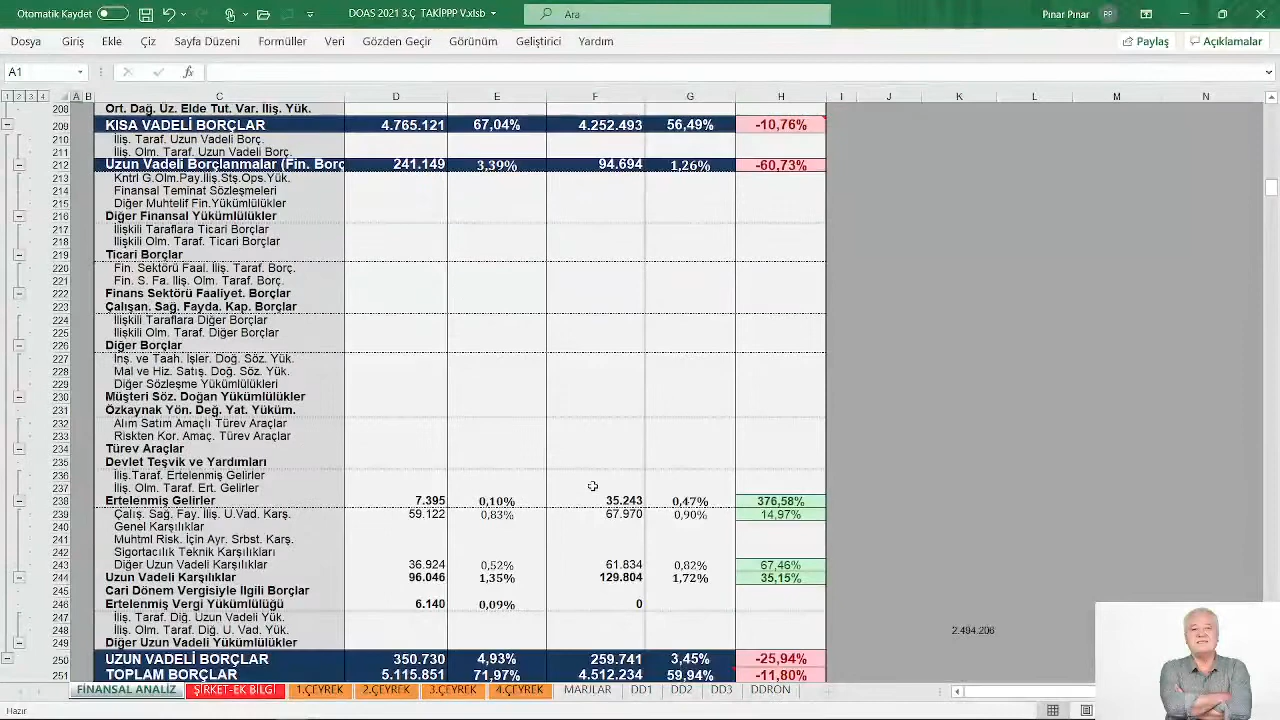 Otomatik Kaydet DOAS 2021 3.Ç TAKİPPP V.xlsb Ara Pınar Pınar PP
Dosya Giriş Ekle Çiz Sayfa Düzeni Formüller Veri Gözden Geçir Görünüm Geliştirici Yardım Paylaş Açıklamalar
A1 fx
1 2 3 4 A B C D E F G H I J K L M N
208 Ort. Dağ. Uz. Elde Tut. Var. İliş. Yük.
209 KISA VADELİ BORÇLAR 4.765.121 67,04% 4.252.493 56,49% -10,76%
210 İliş. Taraf. Uzun Vadeli Borç.
211 İliş. Olm. Taraf. Uzun Vadeli Borç.
212 Uzun Vadeli Borçlanmalar (Fin. Borç 241.149 3,39% 94.694 1,26% -60,73%
213 Kntrl G.Olm.Pay.İliş.Stş.Ops.Yük.
214 Finansal Teminat Sözleşmeleri
215 Diğer Muhtelif Fin.Yükümlülükler
216 Diğer Finansal Yükümlülükler
217 İlişkili Taraflara Ticari Borçlar
218 İlişkili Olm. Taraf. Ticari Borçlar
219 Ticari Borçlar
220 Fin. Sektörü Faal. İliş. Taraf. Borç.
221 Fin. S. Fa. İliş. Olm. Taraf. Borç.
222 Finans Sektörü Faaliyet. Borçlar
223 Çalışan. Sağ. Fayda. Kap. Borçlar
224 İlişkili Taraflara Diğer Borçlar
225 İlişkili Olm. Taraf. Diğer Borçlar
226 Diğer Borçlar
227 İnş. ve Taah. İşler. Doğ. Söz. Yük.
228 Mal ve Hiz. Satış. Doğ. Söz. Yük.
229 Diğer Sözleşme Yükümlülükleri
230 Müşteri Söz. Doğan Yükümlülükler
231 Özkaynak Yön. Değ. Yat. Yüküm.
232 Alım Satım Amaçlı Türev Araçlar
233 Riskten Kor. Amaç. Türev Araçlar
234 Türev Araçlar
235 Devlet Teşvik ve Yardımları
236 İliş.Taraf. Ertelenmiş Gelirler
237 İliş. Olm. Taraf. Ert. Gelirler
238 Ertelenmiş Gelirler 7.395 0,10% 35.243 0,47% 376,58%
239 Çalış. Sağ. Fay. İliş. U.Vad. Karş. 59.122 0,83% 67.970 0,90% 14,97%
240 Genel Karşılıklar
241 Muhtml Risk. İçin Ayr. Srbst. Karş.
242 Sigortacılık Teknik Karşılıkları
243 Diğer Uzun Vadeli Karşılıklar 36.924 0,52% 61.834 0,82% 67,46%
244 Uzun Vadeli Karşılıklar 96.046 1,35% 129.804 1,72% 35,15%
245 Cari Dönem Vergisiyle İlgili Borçlar
246 Ertelenmiş Vergi Yükümlülüğü 6.140 0,09% 0
247 İliş. Taraf. Diğ. Uzun Vadeli Yük.
248 İliş. Olm. Taraf. Diğ. U. Vad. Yük. 2.494.206
249 Diğer Uzun Vadeli Yükümlülükler
250 UZUN VADELİ BORÇLAR 350.730 4,93% 259.741 3,45% -25,94%
251 TOPLAM BORÇLAR 5.115.851 71,97% 4.512.234 59,94% -11,80%
FİNANSAL ANALİZ ŞİRKET-EK BİLGİ 1.ÇEYREK 2.ÇEYREK 3.ÇEYREK 4.ÇEYREK MARJLAR DD1 DD2 DD3 DDRON
Hazır